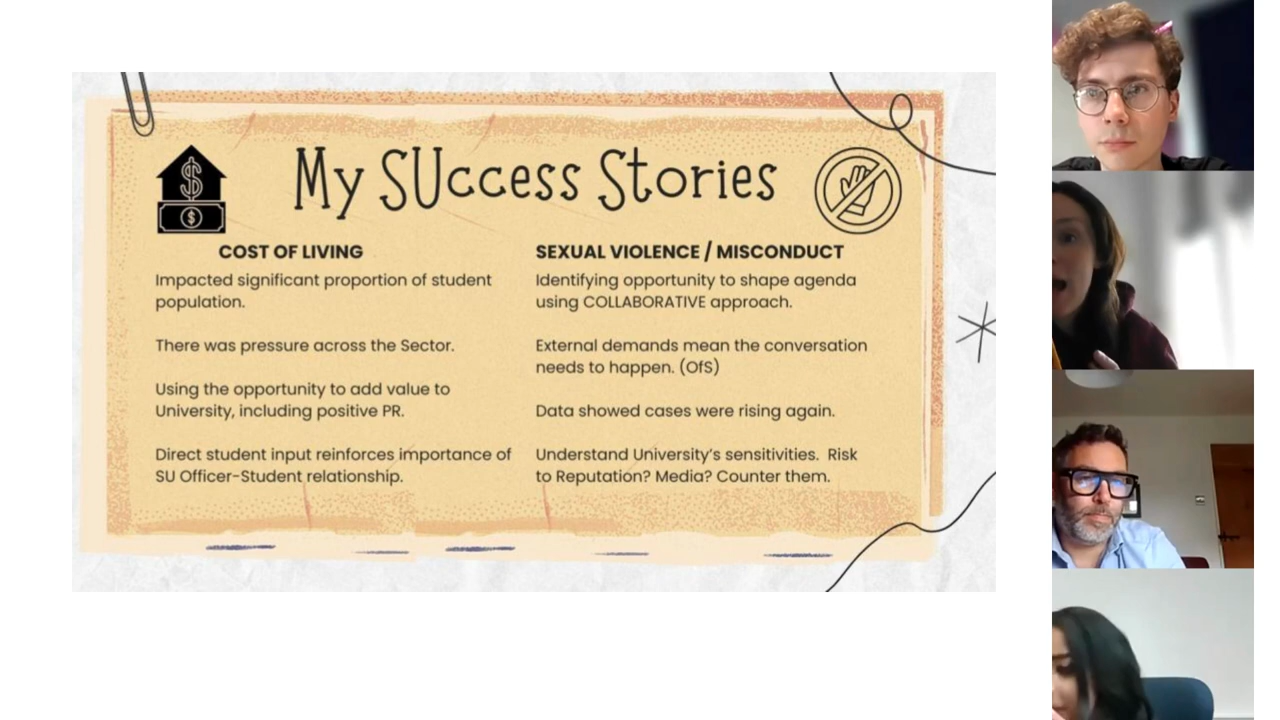 My SUccess Stories
COST OF LIVING
Impacted significant proportion of student
population.
There was pressure across the Sector.
Using the opportunity to add value to
University, including positive PR.
Direct student input reinforces importance of
SU Officer-Student relationship.
SEXUAL VIOLENCE / MISCONDUCT
Identifying opportunity to shape agenda
using COLLABORATIVE approach.
External demands mean the conversation
needs to happen. (OfS)
Data showed cases were rising again.
Understand University's sensitivities.  Risk
to Reputation? Media? Counter them.